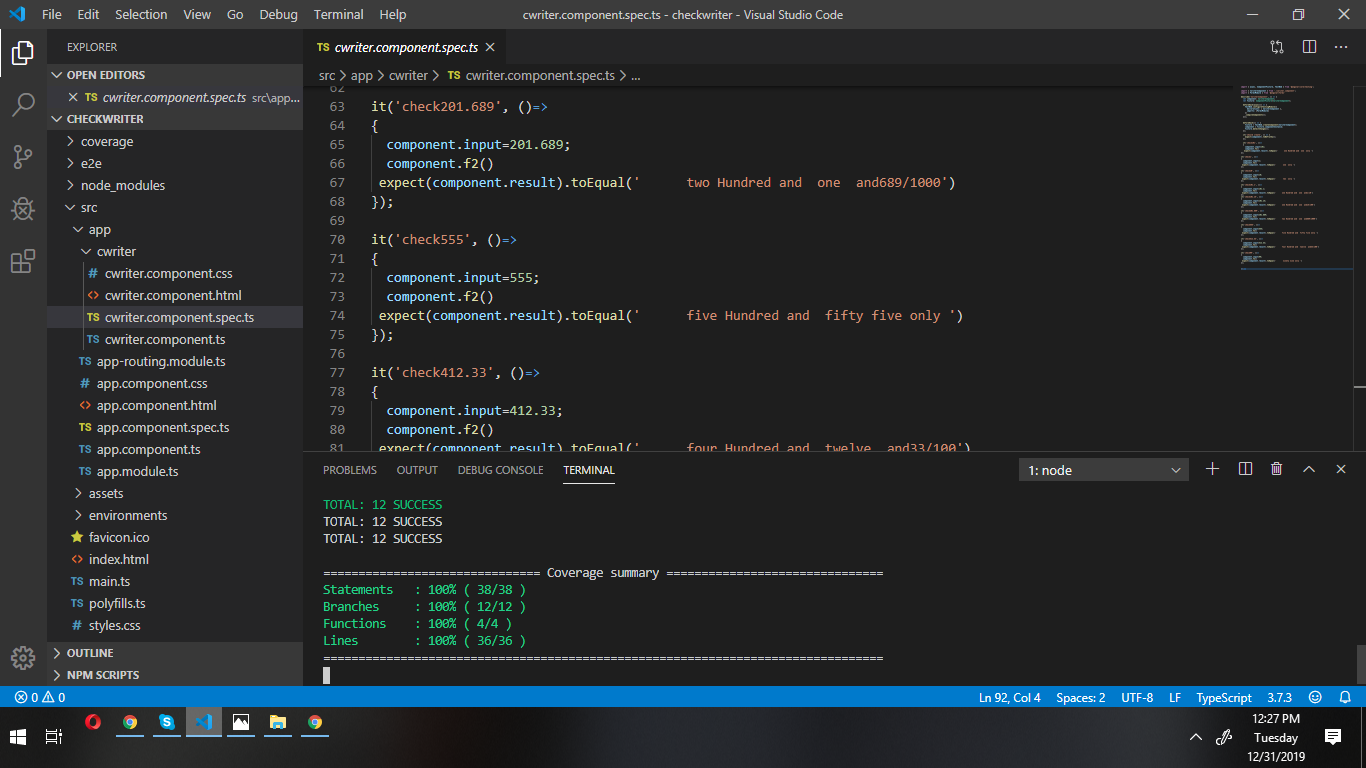 File Edit Selection View Go Debug Terminal Help
cwriter.component.spec.ts - checkwriter - Visual Studio Code
EXPLORER
OPEN EDITORS
TS cwriter.component.spec.ts src\app...
CHECKWRITER
coverage
e2e
node_modules
src
app
cwriter
# cwriter.component.css
<> cwriter.component.html
TS cwriter.component.spec.ts
TS cwriter.component.ts
TS app-routing.module.ts
# app.component.css
<> app.component.html
TS app.component.spec.ts
TS app.component.ts
TS app.module.ts
assets
environments
favicon.ico
<> index.html
TS main.ts
TS polyfills.ts
# styles.css
OUTLINE
NPM SCRIPTS
TS cwriter.component.spec.ts
src > app > cwriter > TS cwriter.component.spec.ts > ...
62
63 it('check201.689', ()=>
64 {
65 component.input=201.689;
66 component.f2()
67 expect(component.result).toEqual('      two Hundred and  one  and689/1000')
68 });
69
70 it('check555', ()=>
71 {
72 component.input=555;
73 component.f2()
74 expect(component.result).toEqual('      five Hundred and  fifty five only ')
75 });
76
77 it('check412.33', ()=>
78 {
79 component.input=412.33;
80 component.f2()
81 expect(component.result).toEqual('      four Hundred and  twelve  and33/100')
PROBLEMS OUTPUT DEBUG CONSOLE TERMINAL
1: node
TOTAL: 12 SUCCESS
TOTAL: 12 SUCCESS
TOTAL: 12 SUCCESS
=============================== Coverage summary ===============================
Statements   : 100% ( 38/38 )
Branches     : 100% ( 12/12 )
Functions    : 100% ( 4/4 )
Lines        : 100% ( 36/36 )
================================================================================
0 0
Ln 92, Col 4 Spaces: 2 UTF-8 LF TypeScript 3.7.3
12:27 PM
Tuesday
12/31/2019